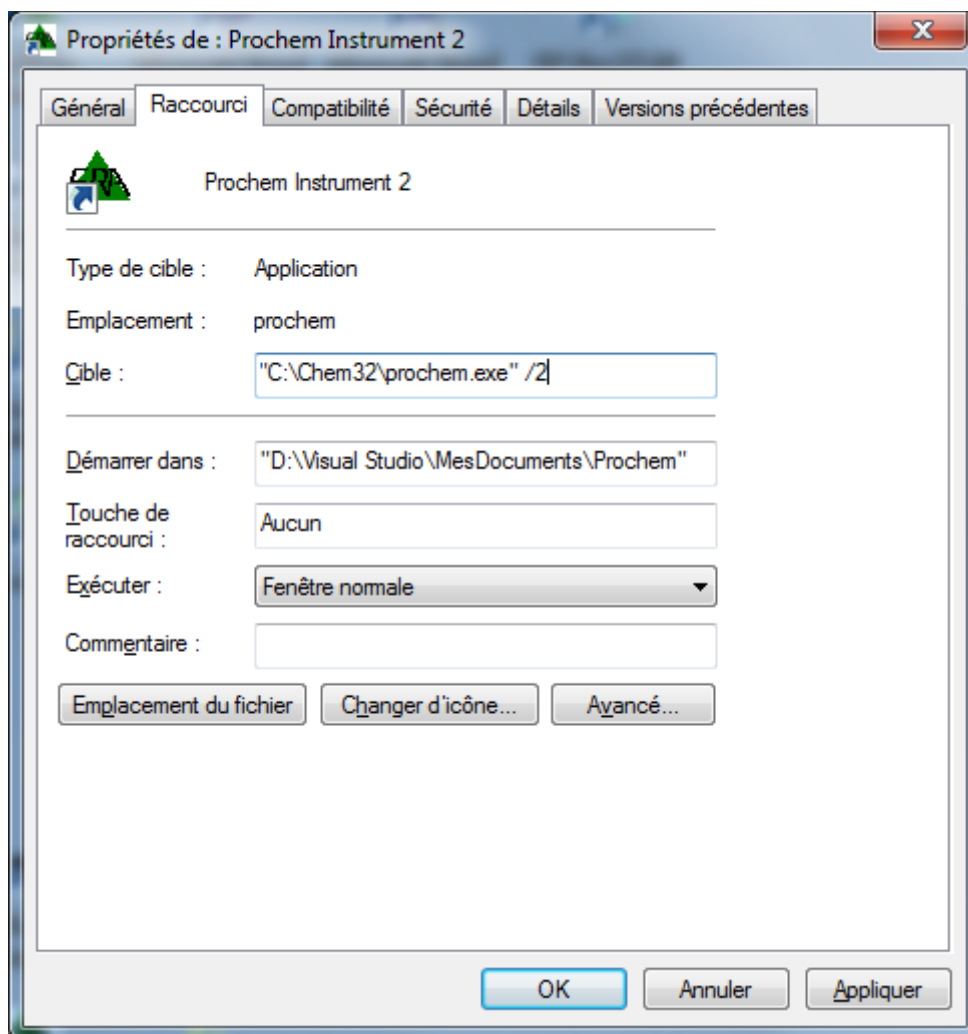 Propriétés de : Prochem Instrument 2
Général Raccourci Compatibilité Sécurité Détails Versions précédentes
Prochem Instrument 2
Type de cible : Application
Emplacement : prochem
Cible : "C:\Chem32\prochem.exe" /2
Démarrer dans : "D:\Visual Studio\MesDocuments\Prochem"
Touche de
raccourci : Aucun
Exécuter : Fenêtre normale
Commentaire :
Emplacement du fichier Changer d'icône... Avancé...
OK Annuler Appliquer